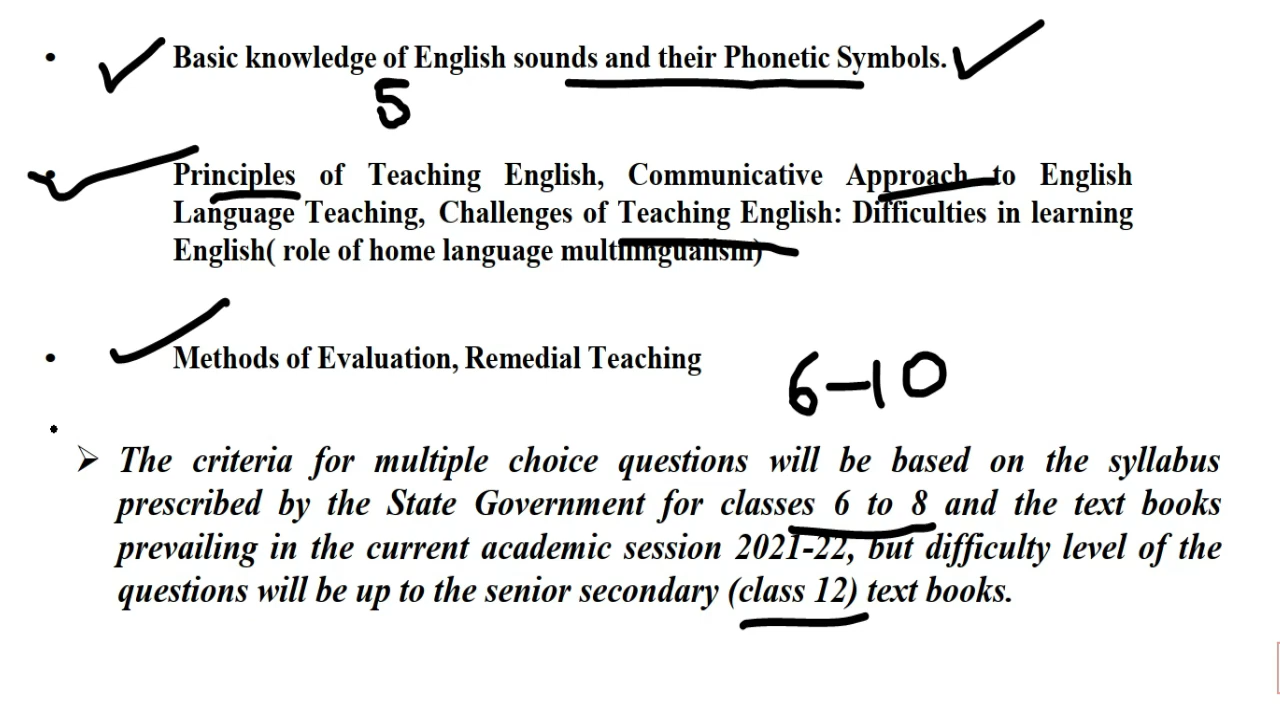 • Basic knowledge of English sounds and their Phonetic Symbols.
5
• Principles of Teaching English, Communicative Approach to English
Language Teaching, Challenges of Teaching English: Difficulties in learning
English( role of home language multilingualism)
• Methods of Evaluation, Remedial Teaching
6-10
•
➢ The criteria for multiple choice questions will be based on the syllabus
prescribed by the State Government for classes 6 to 8 and the text books
prevailing in the current academic session 2021-22, but difficulty level of the
questions will be up to the senior secondary (class 12) text books.